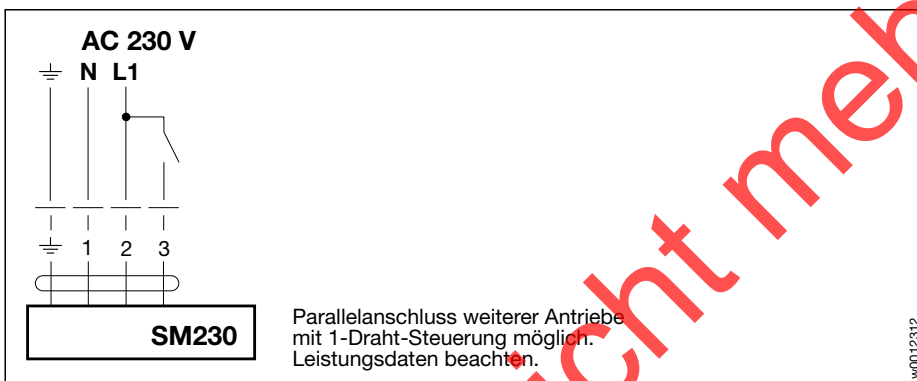 AC 230 V
⏚ N L1
⏚ 1 2 3
SM230
Parallelanschluss weiterer Antriebe
mit 1-Draht-Steuerung möglich.
Leistungsdaten beachten.
w0012312
icht meh